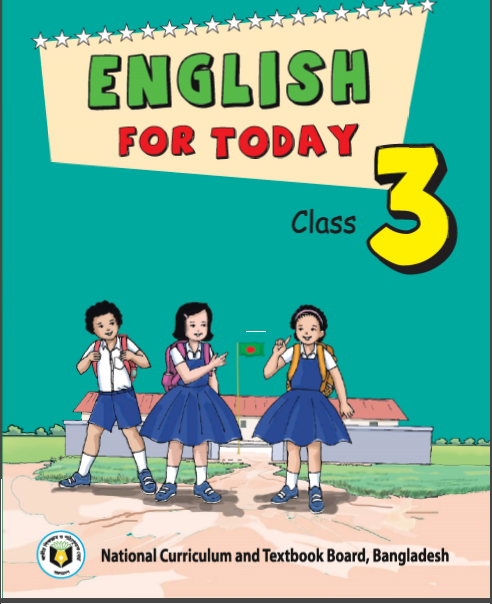 ENGLISH
FOR TODAY
Class 3
National Curriculum and Textbook Board, Bangladesh